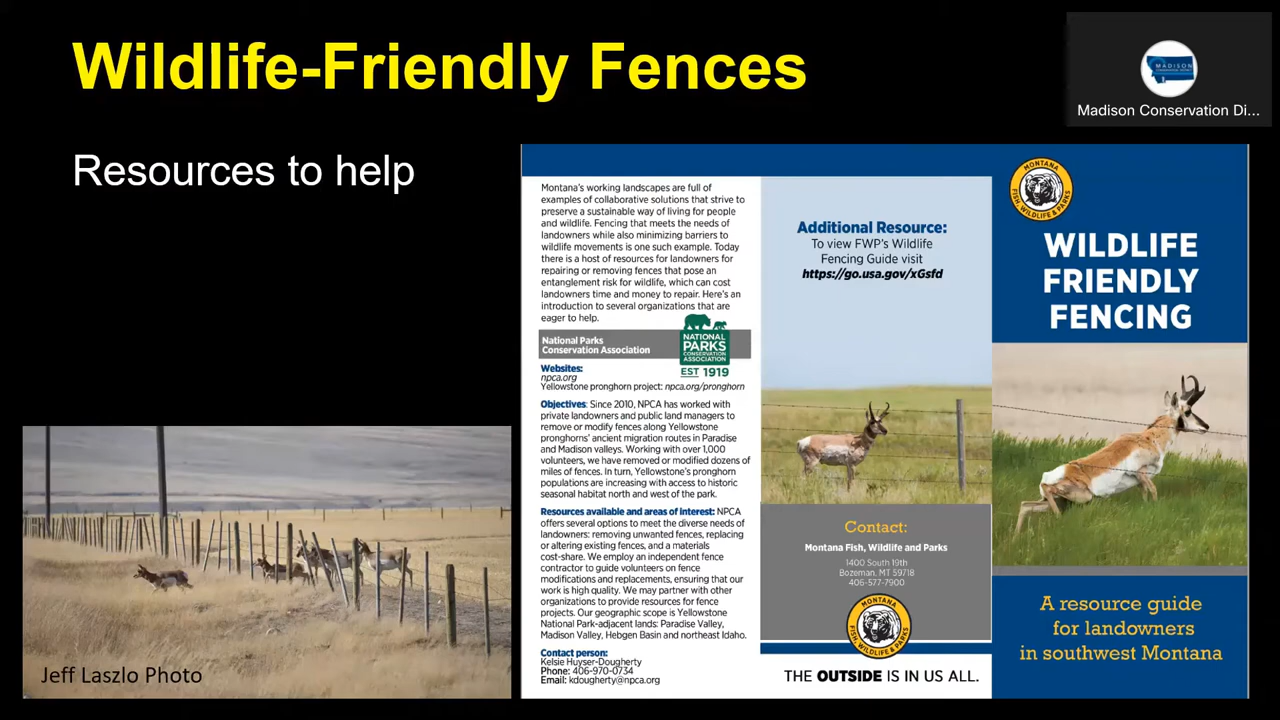 Wildlife-Friendly Fences
MADISON
Madison Conservation Di...
Resources to help
Montana's working landscapes are full of
examples of collaborative solutions that strive to
preserve a sustainable way of living for people
and wildlife. Fencing that meets the needs of
landowners while also minimizing barriers to
wildlife movements is one such example. Today
there is a host of resources for landowners for
repairing or removing fences that pose an
entanglement risk for wildlife, which can cost
landowners time and money to repair. Here's an
introduction to several organizations that are
eager to help.
National Parks
Conservation Association
NATIONAL
PARKS
CONSERVATION
ASSOCIATION
EST 1919
Websites:
npca.org
Yellowstone pronghorn project: npca.org/pronghorn
Objectives: Since 2010, NPCA has worked with
private landowners and public land managers to
remove or modify fences along Yellowstone
pronghorns' ancient migration routes in Paradise
and Madison valleys. Working with over 1,000
volunteers, we have removed or modified dozens of
miles of fences. In turn, Yellowstone's pronghorn
populations are increasing with access to historic
seasonal habitat north and west of the park.
Resources available and areas of interest: NPCA
offers several options to meet the diverse needs of
landowners: removing unwanted fences, replacing
or altering existing fences, and a materials
cost-share. We employ an independent fence
contractor to guide volunteers on fence
modifications and replacements, ensuring that our
work is high quality. We may partner with other
organizations to provide resources for fence
projects. Our geographic scope is Yellowstone
National Park-adjacent lands: Paradise Valley,
Madison Valley, Hebgen Basin and northeast Idaho.
Contact person:
Kelsie Huyser-Dougherty
Phone: 406-970-0734
Email: kdougherty@npca.org
Additional Resource:
To view FWP's Wildlife
Fencing Guide visit
https://go.usa.gov/xGsfd
Contact:
Montana Fish, Wildlife and Parks
1400 South 19th
Bozeman, MT 59718
406-577-7900
MONTANA
FISH, WILDLIFE & PARKS
THE OUTSIDE IS IN US ALL.
MONTANA
FISH, WILDLIFE & PARKS
WILDLIFE
FRIENDLY
FENCING
A resource guide
for landowners
in southwest Montana
Jeff Laszlo Photo